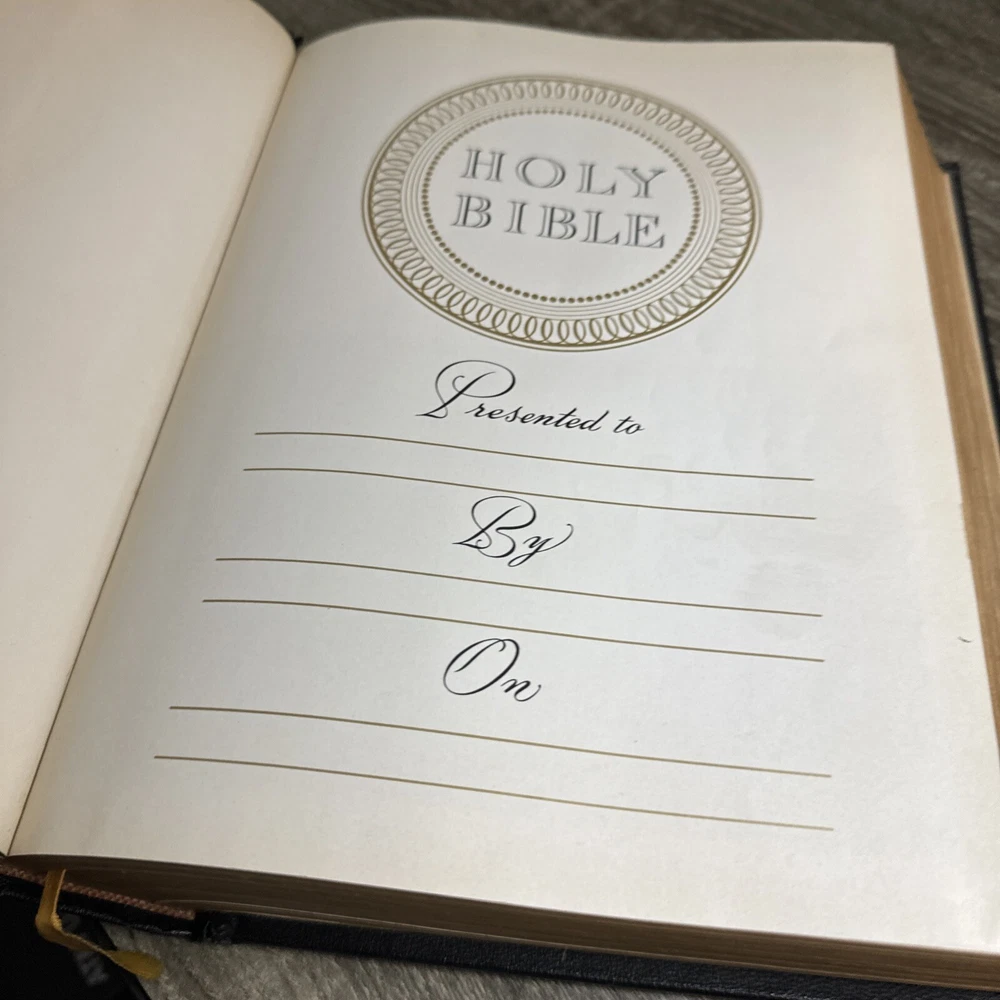 HOLY
BIBLE
Presented to
By
On